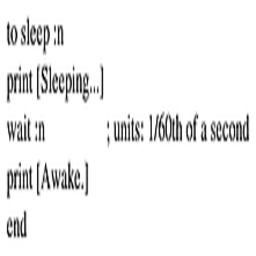 to sleep :n
print [Sleeping...]
wait :n ; units: 1/60th of a second
print [Awake.]
end